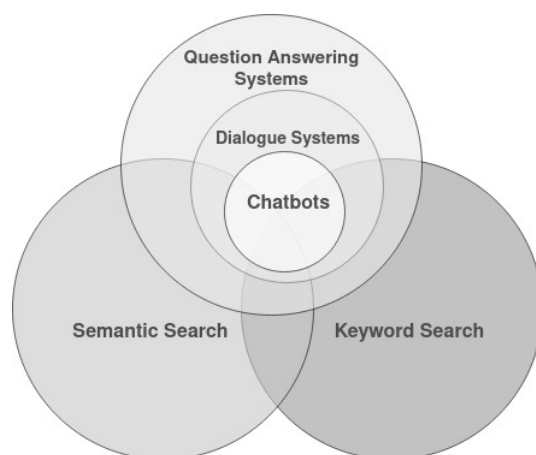 Question Answering
Systems
Dialogue Systems
Chatbots
Semantic Search
Keyword Search